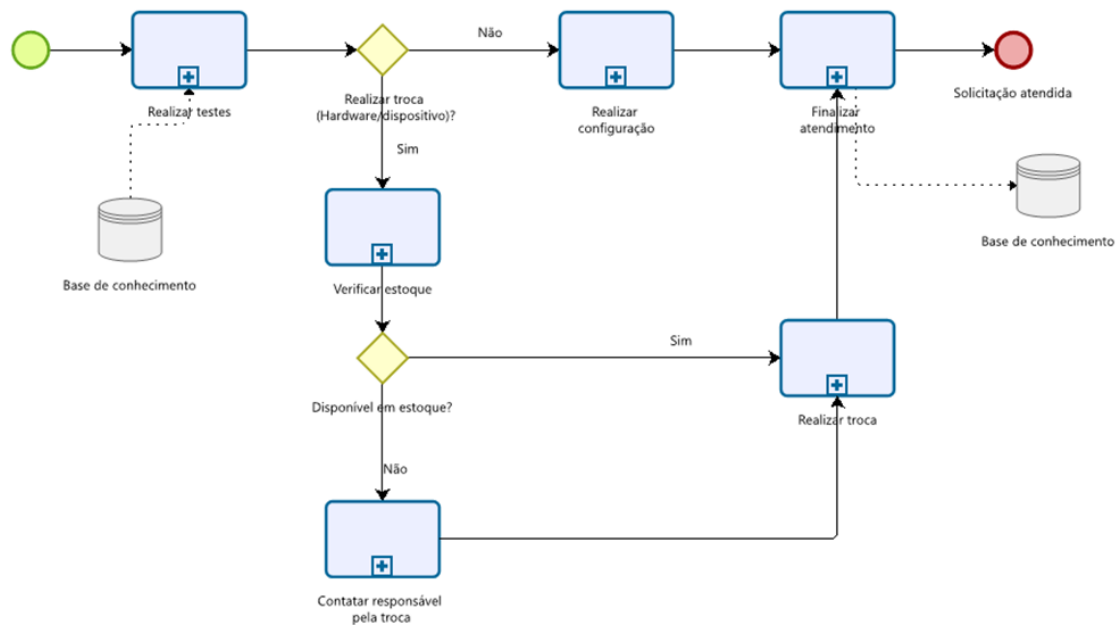 Não
Realizar testes
Realizar troca
(Hardware/dispositivo)?
Realizar
configuração
Finalizar
atendimento
Solicitação atendida
Sim
Base de conhecimento
Base de conhecimento
Verificar estoque
Sim
Disponível em estoque?
Realizar troca
Não
Contatar responsável
pela troca